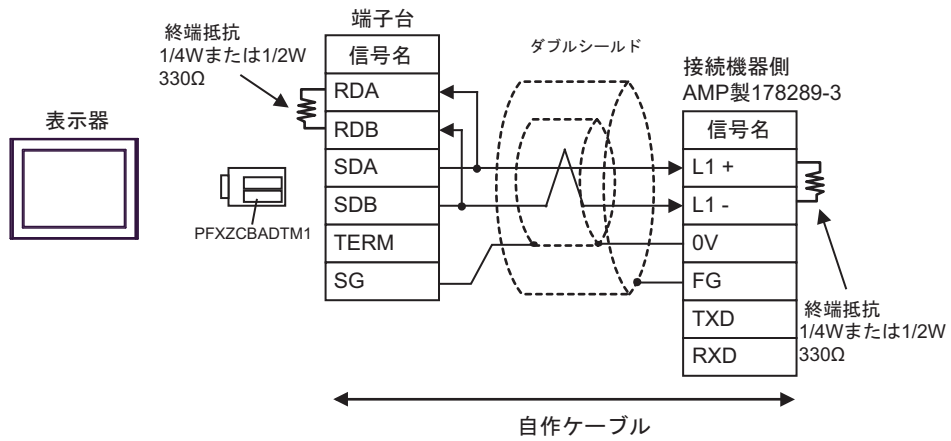 端子台
終端抵抗
1/4Wまたは1/2W
330Ω
信号名
RDA
RDB
SDA
SDB
TERM
SG
表示器
PFXZCBADTM1
ダブルシールド
接続機器側
AMP製178289-3
信号名
L1 +
L1 -
0V
FG
TXD
RXD
終端抵抗
1/4Wまたは1/2W
330Ω
自作ケーブル